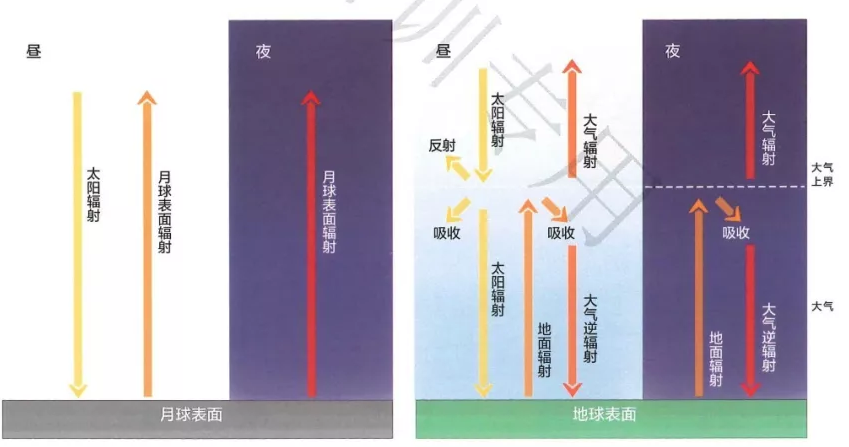 昼
夜
太阳辐射
月球表面辐射
月球表面辐射
月球表面
昼
夜
太阳辐射
大气辐射
反射
吸收
吸收
太阳辐射
地面辐射
大气逆辐射
大气辐射
吸收
地面辐射
大气逆辐射
大气
上界
大气
地球表面
训专用